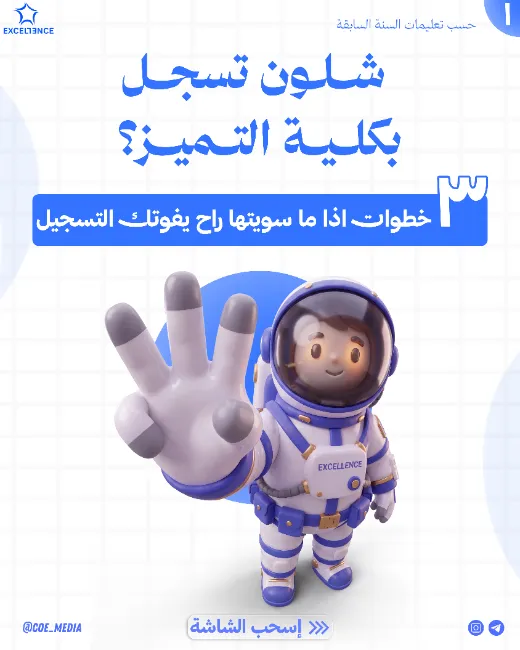 EXCELLENCE
حسب تعليمات السنة السابقة
١
شلون تسجل
بكلية التميز؟
٣ خطوات اذا ما سويتها راح يفوتك التسجيل
EXCELLENCE
@COE_MEDIA
إسحب الشاشة